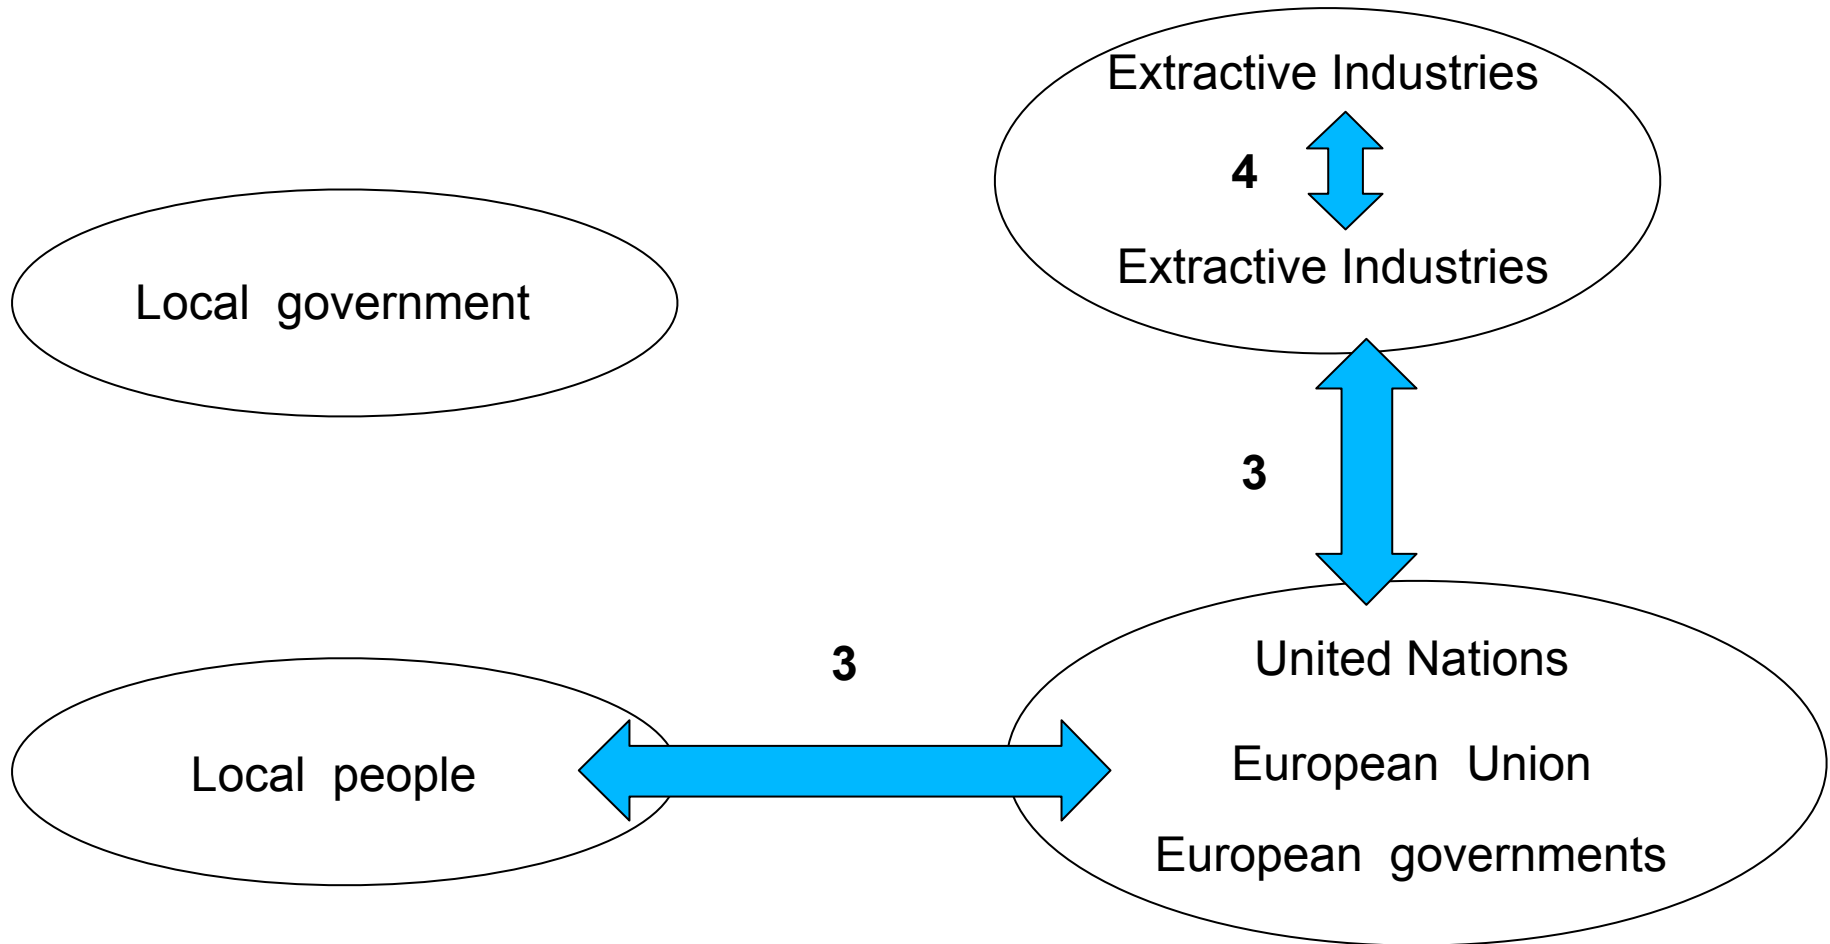 Extractive Industries
4
Extractive Industries
Local government
3
3
United Nations
European Union
Local people
European governments